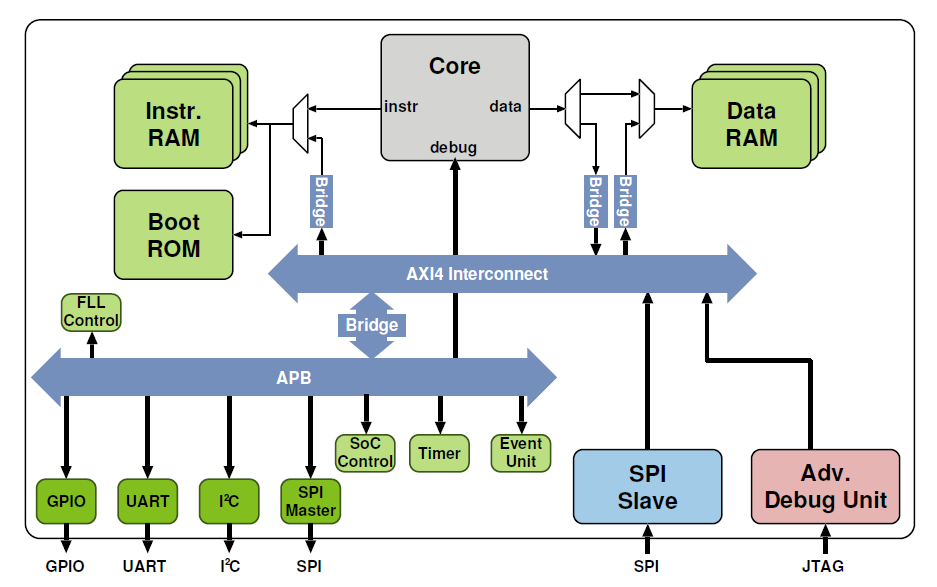 Core
instr
data
debug
Instr.
RAM
Data
RAM
Boot
ROM
Bridge
Bridge
Bridge
AXI4 Interconnect
FLL
Control
Bridge
APB
SoC
Control
Timer
Event
Unit
GPIO
UART
I²C
SPI
Master
SPI
Slave
Adv.
Debug Unit
GPIO
UART
I²C
SPI
SPI
JTAG